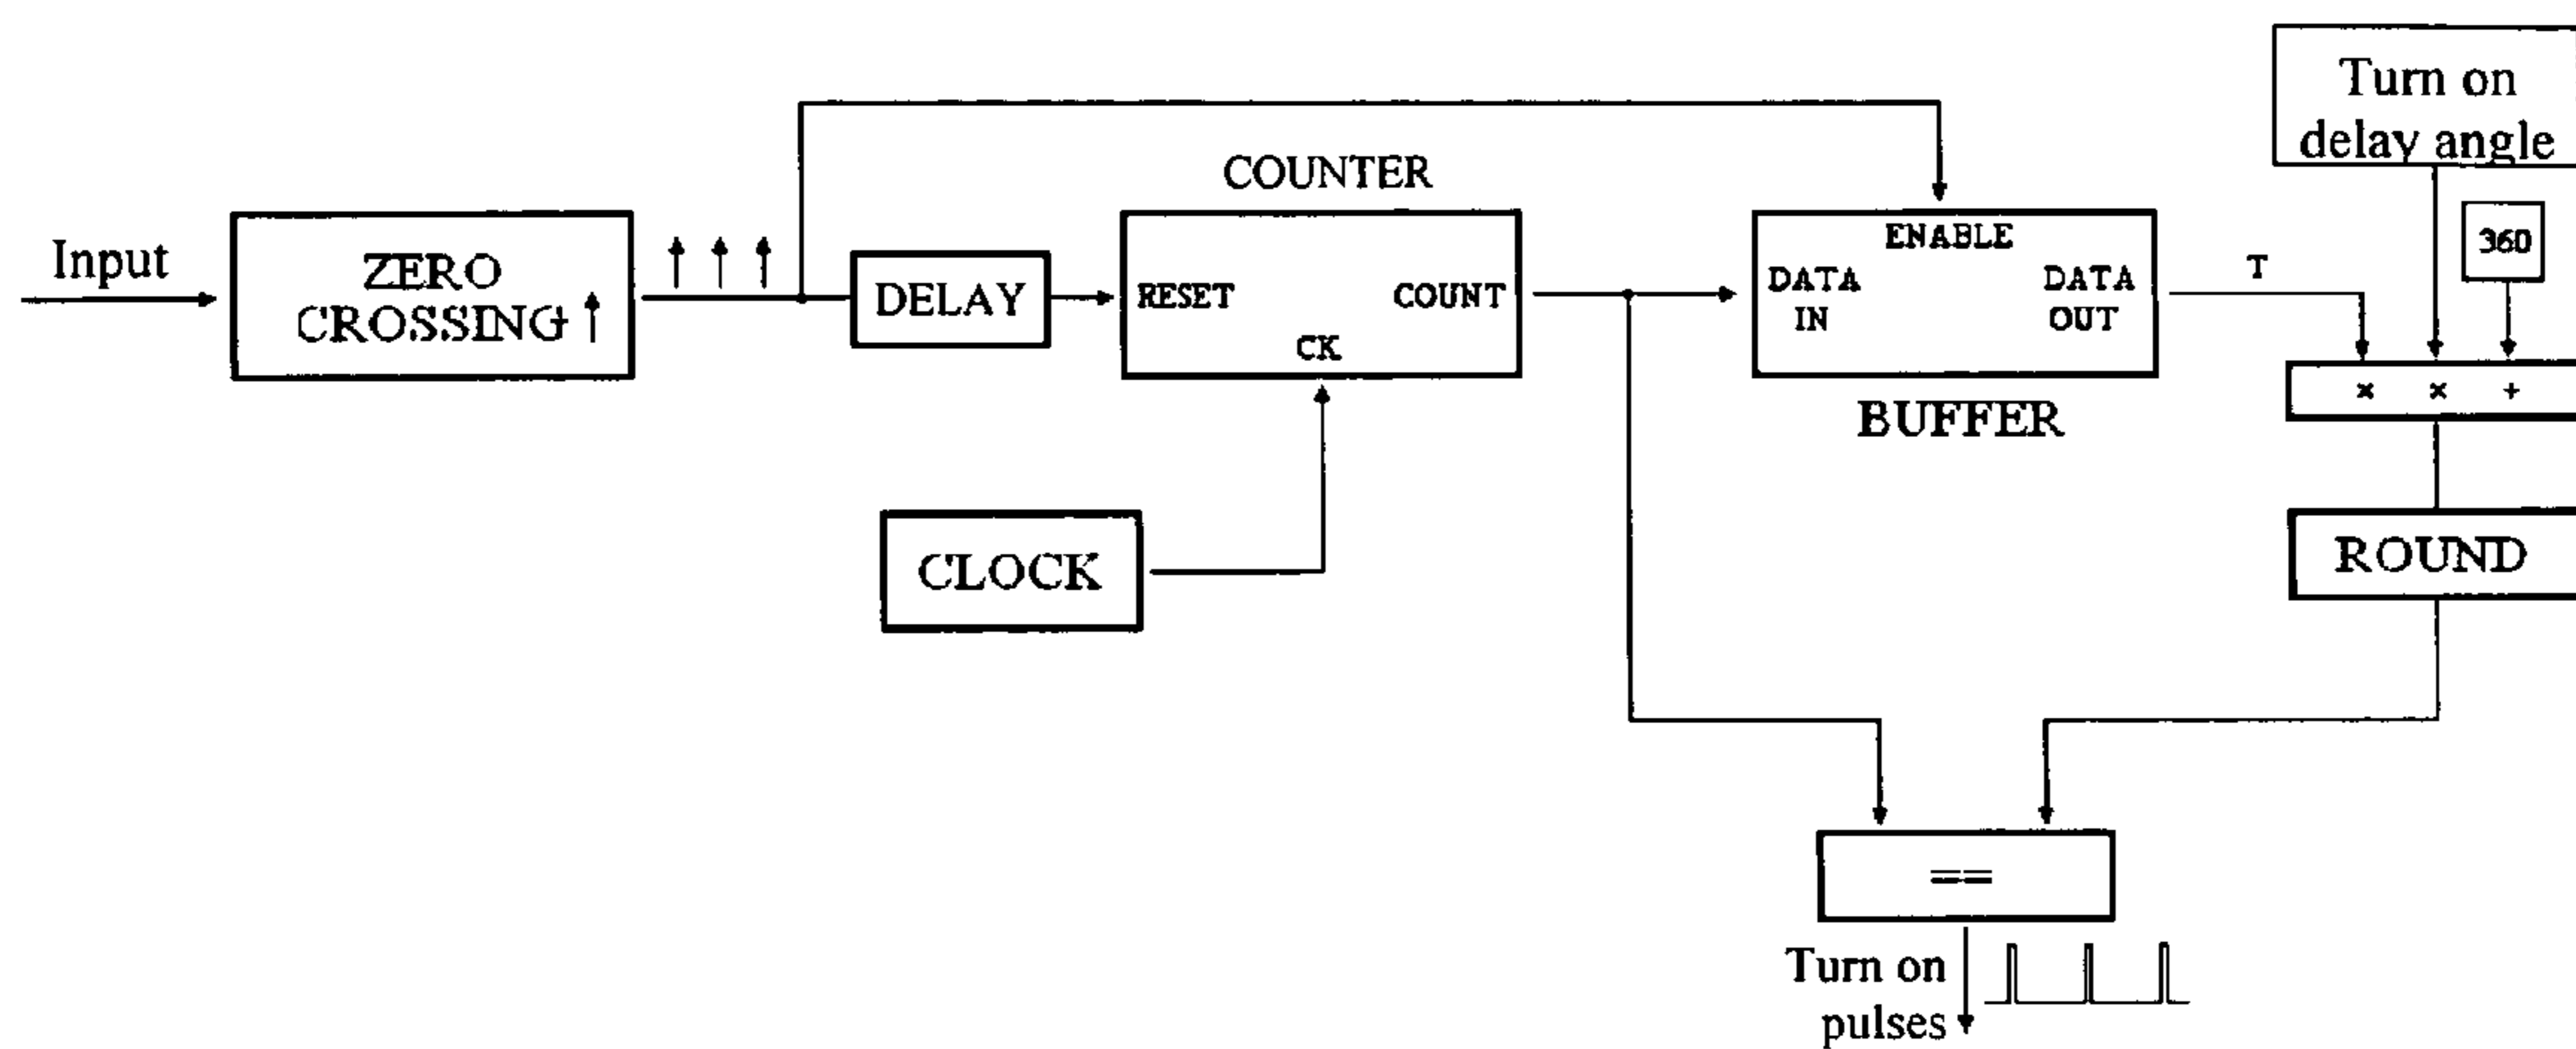 Turn on
delay angle
COUNTER
Input
ZERO
CROSSING
DELAY
RESET
COUNT
CK
ENABLE
DATA
IN
DATA
OUT
T
360
× × +
BUFFER
CLOCK
ROUND
==
Turn on
pulses